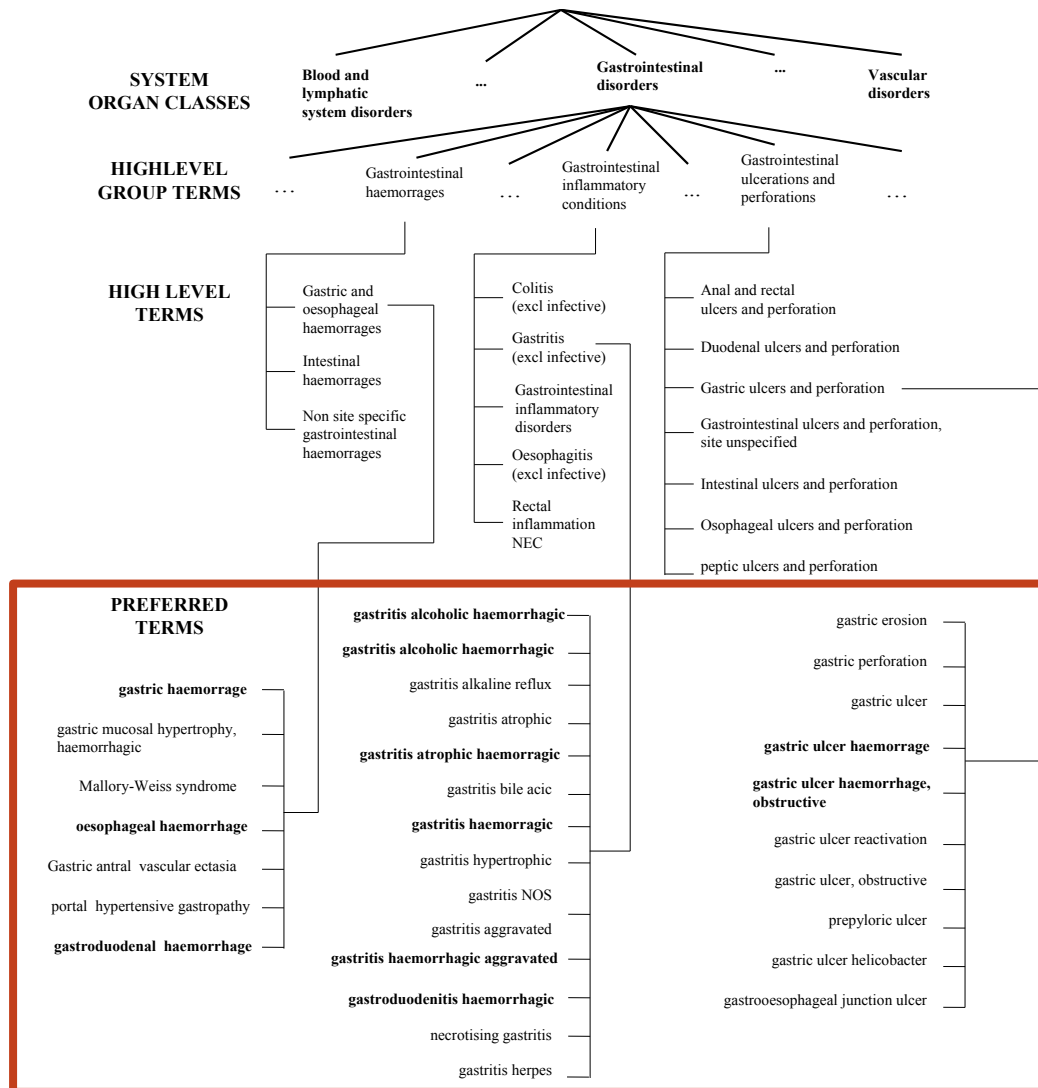 SYSTEM
ORGAN CLASSES
Blood and
lymphatic
system disorders
...
Gastrointestinal
disorders
...
Vascular
disorders
HIGHLEVEL
GROUP TERMS
...
Gastrointestinal
haemorrages
...
Gastrointestinal
inflammatory
conditions
...
Gastrointestinal
ulcerations and
perforations
...
HIGH LEVEL
TERMS
Gastric and
oesophageal
haemorrages
Intestinal
haemorrages
Non site specific
gastrointestinal
haemorrages
Colitis
(excl infective)
Gastritis
(excl infective)
Gastrointestinal
inflammatory
disorders
Oesophagitis
(excl infective)
Rectal
inflammation
NEC
Anal and rectal
ulcers and perforation
Duodenal ulcers and perforation
Gastric ulcers and perforation
Gastrointestinal ulcers and perforation,
site unspecified
Intestinal ulcers and perforation
Osophageal ulcers and perforation
peptic ulcers and perforation
PREFERRED
TERMS
gastric haemorrage
gastric mucosal hypertrophy,
haemorrhagic
Mallory-Weiss syndrome
oesophageal haemorrhage
Gastric antral vascular ectasia
portal hypertensive gastropathy
gastroduodenal haemorrhage
gastritis alcoholic haemorrhagic
gastritis alcoholic haemorrhagic
gastritis alkaline reflux
gastritis atrophic
gastritis atrophic haemorragic
gastritis bile acic
gastritis haemorragic
gastritis hypertrophic
gastritis NOS
gastritis aggravated
gastritis haemorrhagic aggravated
gastroduodenitis haemorrhagic
necrotising gastritis
gastritis herpes
gastric erosion
gastric perforation
gastric ulcer
gastric ulcer haemorrage
gastric ulcer haemorrhage,
obstructive
gastric ulcer reactivation
gastric ulcer, obstructive
prepyloric ulcer
gastric ulcer helicobacter
gastrooesophageal junction ulcer